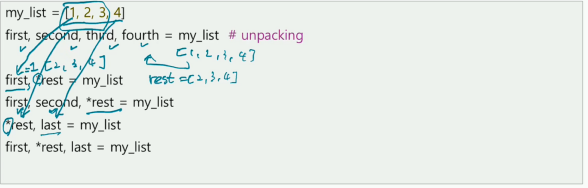 my_list = [1, 2, 3, 4]
first, second, third, fourth = my_list # unpacking
[1, 2, 3, 4]
=1 [2, 3, 4]
first, *rest = my_list
rest = [2, 3, 4]
first, second, *rest = my_list
*rest, last = my_list
first, *rest, last = my_list